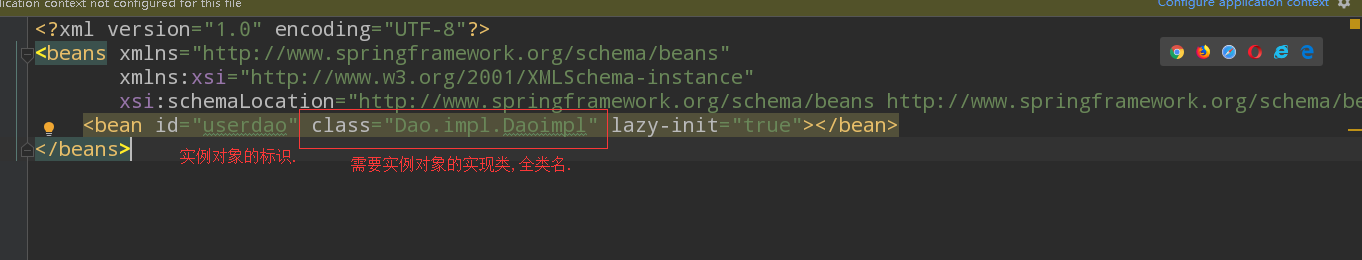 lication context not configured for this file
Configure application context
<?xml version="1.0" encoding="UTF-8"?>
<beans xmlns="http://www.springframework.org/schema/beans"
xmlns:xsi="http://www.w3.org/2001/XMLSchema-instance"
xsi:schemaLocation="http://www.springframework.org/schema/beans http://www.springframework.org/schema/be
<bean id="userdao" class="Dao.impl.Daoimpl" lazy-init="true"></bean>
</beans>
实例对象的标识.
需要实例对象的实现类,全类名.